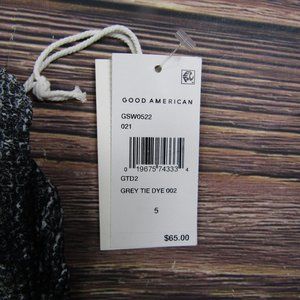 GOOD AMERICAN
GSW0522
021
0 19675 74333 4
GTD2
GREY TIE DYE 002
5
$65.00